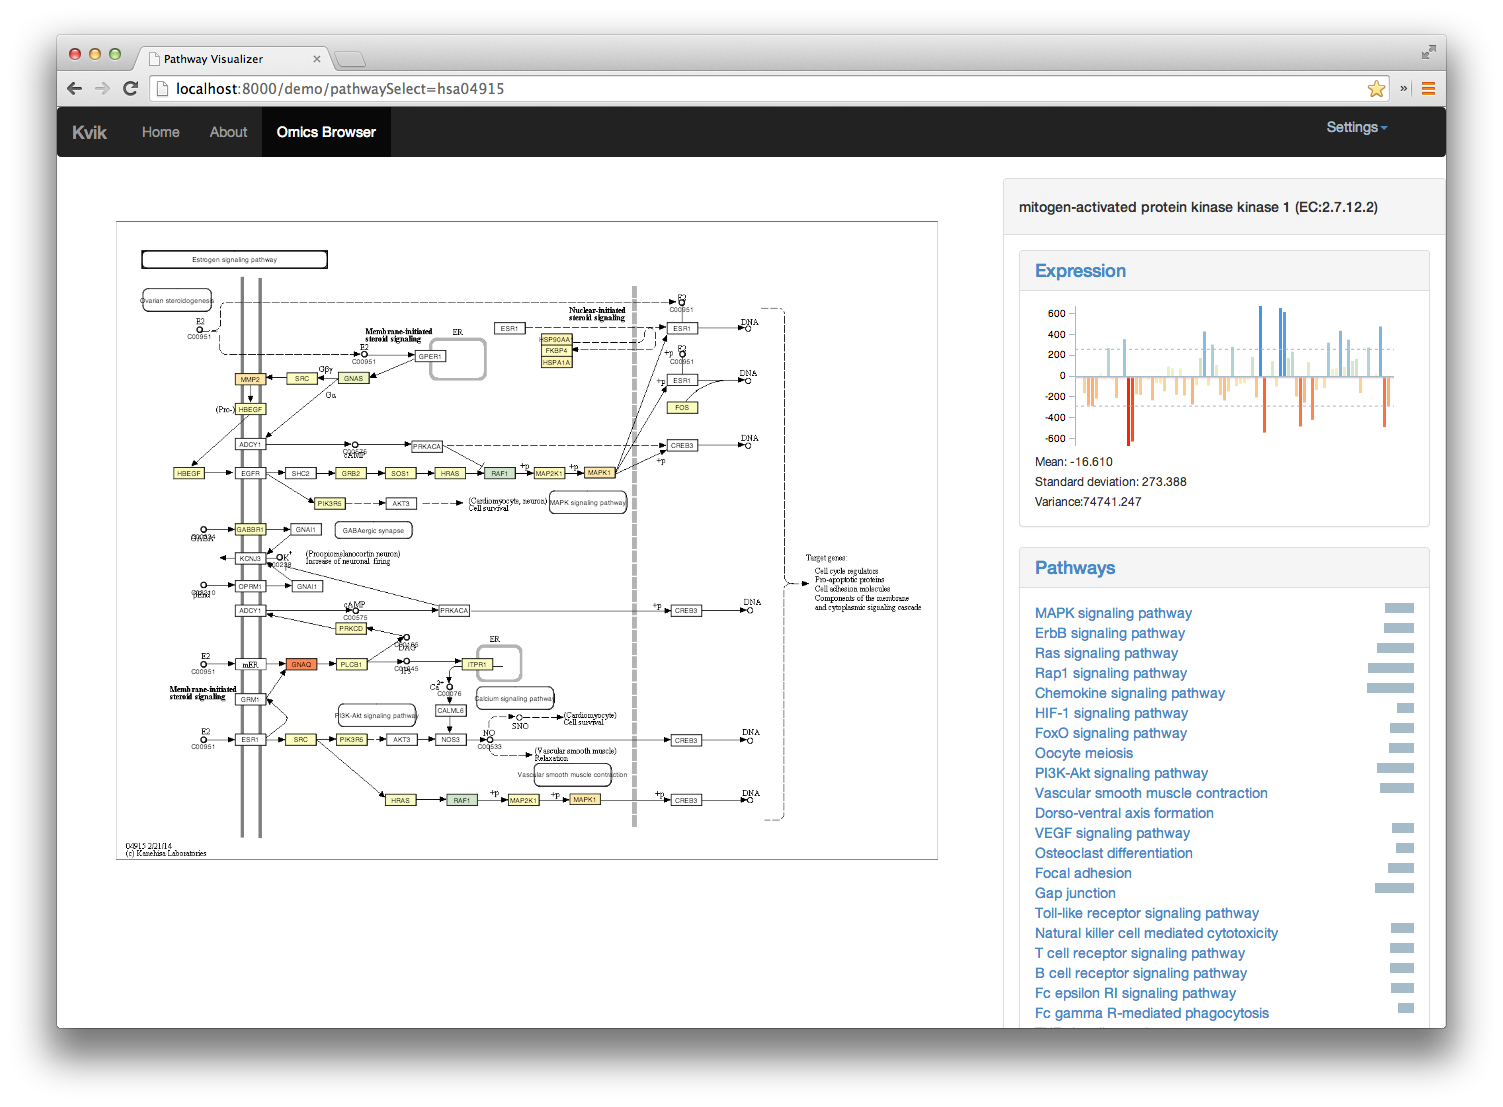 Pathway Visualizer
localhost:8000/demo/pathwaySelect=hsa04915
Kvik Home About Omics Browser Settings
Estrogen signaling pathway
Ovarian steroidogenesis
E2
C00951
E2
C00951
Membrane-initiated
steroid signaling
ER
GPER1
ESR1
Nuclear-initiated
steroid signaling
HSP90AA1
FKBP4
HSPA1A
E2
C00951
ESR1
DNA
+p
E2
C00951
+p
ESR1
DNA
FOS
MMP2
SRC
Gβγ
GNAS
Gα
(Pro-)
HBEGF
ADCY1
C00575
cAMP
PRKACA
CREB3
DNA
+p
HBEGF
EGFR
SHC2
GRB2
SOS1
HRAS
RAF1
+p
MAP2K1
+p
MAPK1
PIK3R5
AKT3
(Cardiomyocyte, neuron)
Cell survival
MAPK signaling pathway
GABA
GABBR1
GNAI1
GABAergic synapse
KCNJ3
K+
C00238
(Proopiomelanocortin neuron)
Increase of neuronal firing
OPRM1
GNAI1
ADCY1
cAMP
C00575
PRKACA
+p
CREB3
DNA
PRKCD
C00165
DAG
E2
C00951
mER
GNAQ
PLCB1
IP3
ITPR1
ER
Membrane-initiated
steroid signaling
GRM1
Ca2+
C00076
Calcium signaling pathway
PI3K-Akt signaling pathway
CALML6
E2
C00951
ESR1
SRC
PIK3R5
AKT3
NOS3
NO
C00533
SNO
(Cardiomyocyte)
Cell survival
(Vascular smooth muscle)
Relaxation
Vascular smooth muscle contraction
CREB3
DNA
HRAS
RAF1
+p
MAP2K1
+p
MAPK1
+p
CREB3
DNA
Target genes:
Cell cycle regulators
Pro-apoptotic proteins
Cell adhesion molecules
Components of the membrane
and cytoplasmic signaling cascade
04915 2/21/14
(c) Kanehisa Laboratories
mitogen-activated protein kinase kinase 1 (EC:2.7.12.2)
Expression
600
400
200
0
-200
-400
-600
Mean: -16.610
Standard deviation: 273.388
Variance:74741.247
Pathways
MAPK signaling pathway
ErbB signaling pathway
Ras signaling pathway
Rap1 signaling pathway
Chemokine signaling pathway
HIF-1 signaling pathway
FoxO signaling pathway
Oocyte meiosis
PI3K-Akt signaling pathway
Vascular smooth muscle contraction
Dorso-ventral axis formation
VEGF signaling pathway
Osteoclast differentiation
Focal adhesion
Gap junction
Toll-like receptor signaling pathway
Natural killer cell mediated cytotoxicity
T cell receptor signaling pathway
B cell receptor signaling pathway
Fc epsilon RI signaling pathway
Fc gamma R-mediated phagocytosis